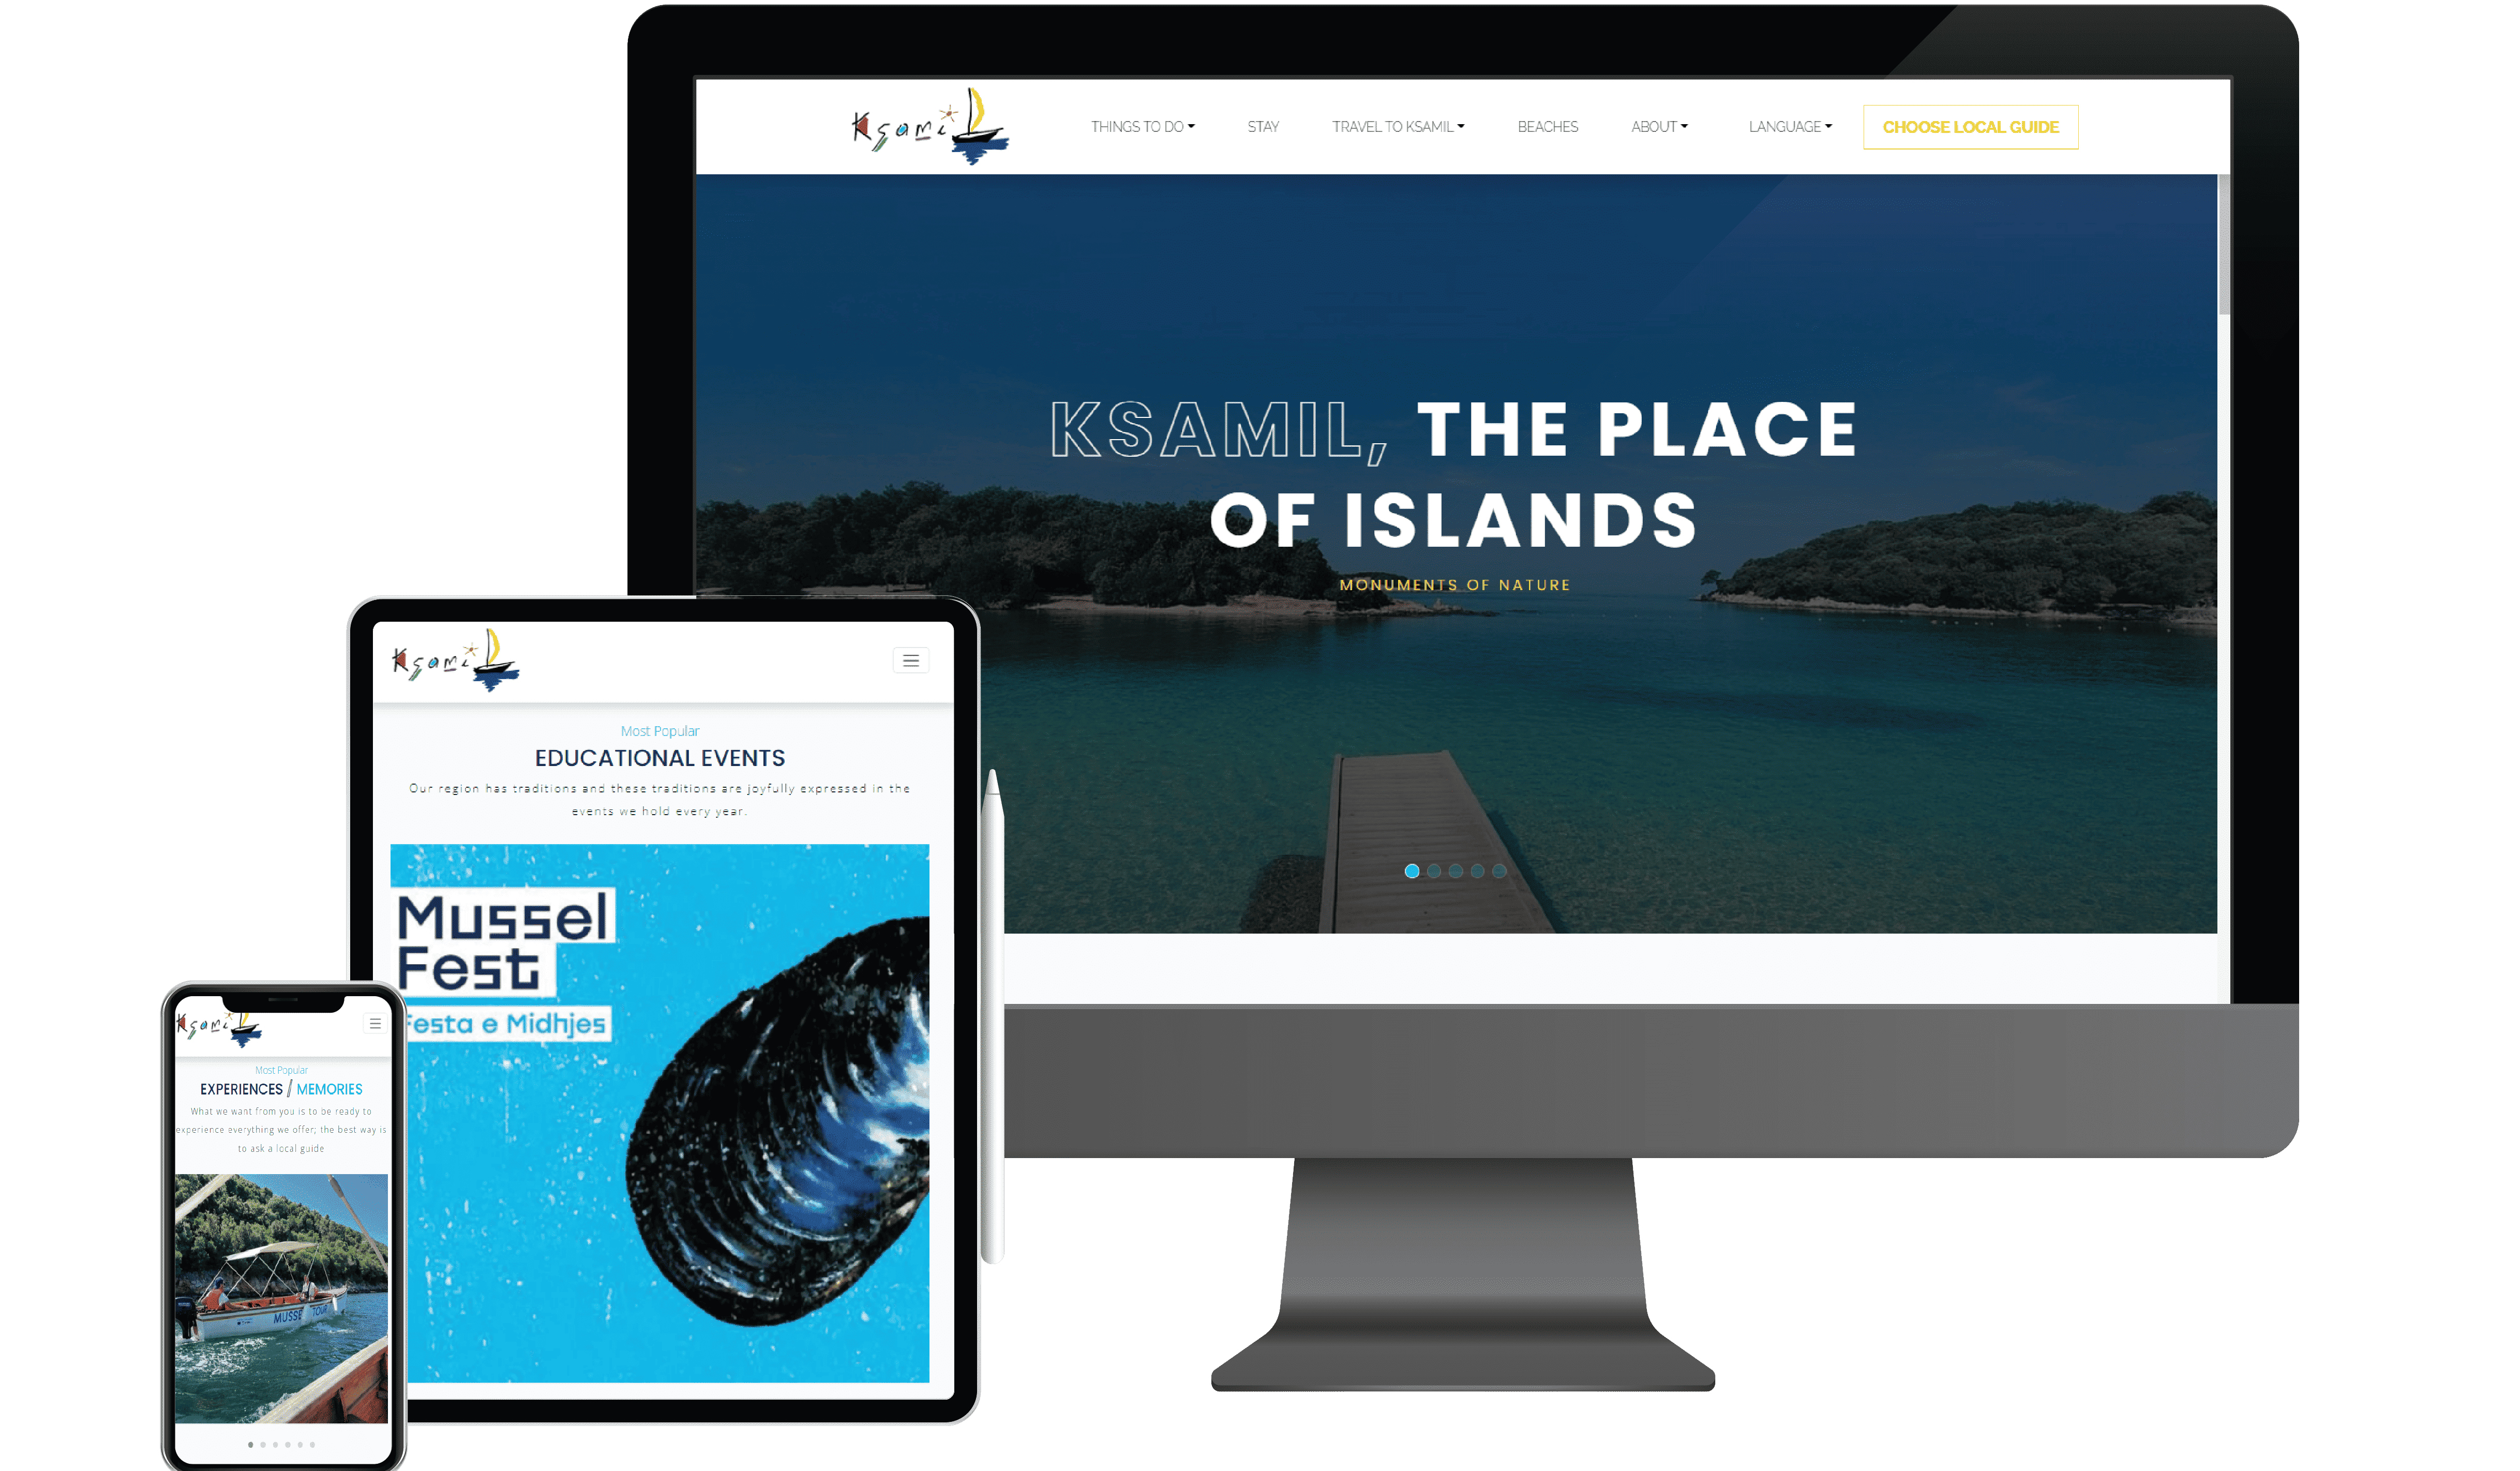 Ksamil
THINGS TO DO
STAY
TRAVEL TO KSAMIL
BEACHES
ABOUT
LANGUAGE
CHOOSE LOCAL GUIDE
KSAMIL, THE PLACE
OF ISLANDS
MONUMENTS OF NATURE
Ksamil
Most Popular
EDUCATIONAL EVENTS
Our region has traditions and these traditions are joyfully expressed in the
events we hold every year.
Mussel
Fest
Festa e Midhjes
Ksamil
Most Popular
EXPERIENCES / MEMORIES
What we want from you is to be ready to
experience everything we offer; the best way is
to ask a local guide
MUSSEL TOUR